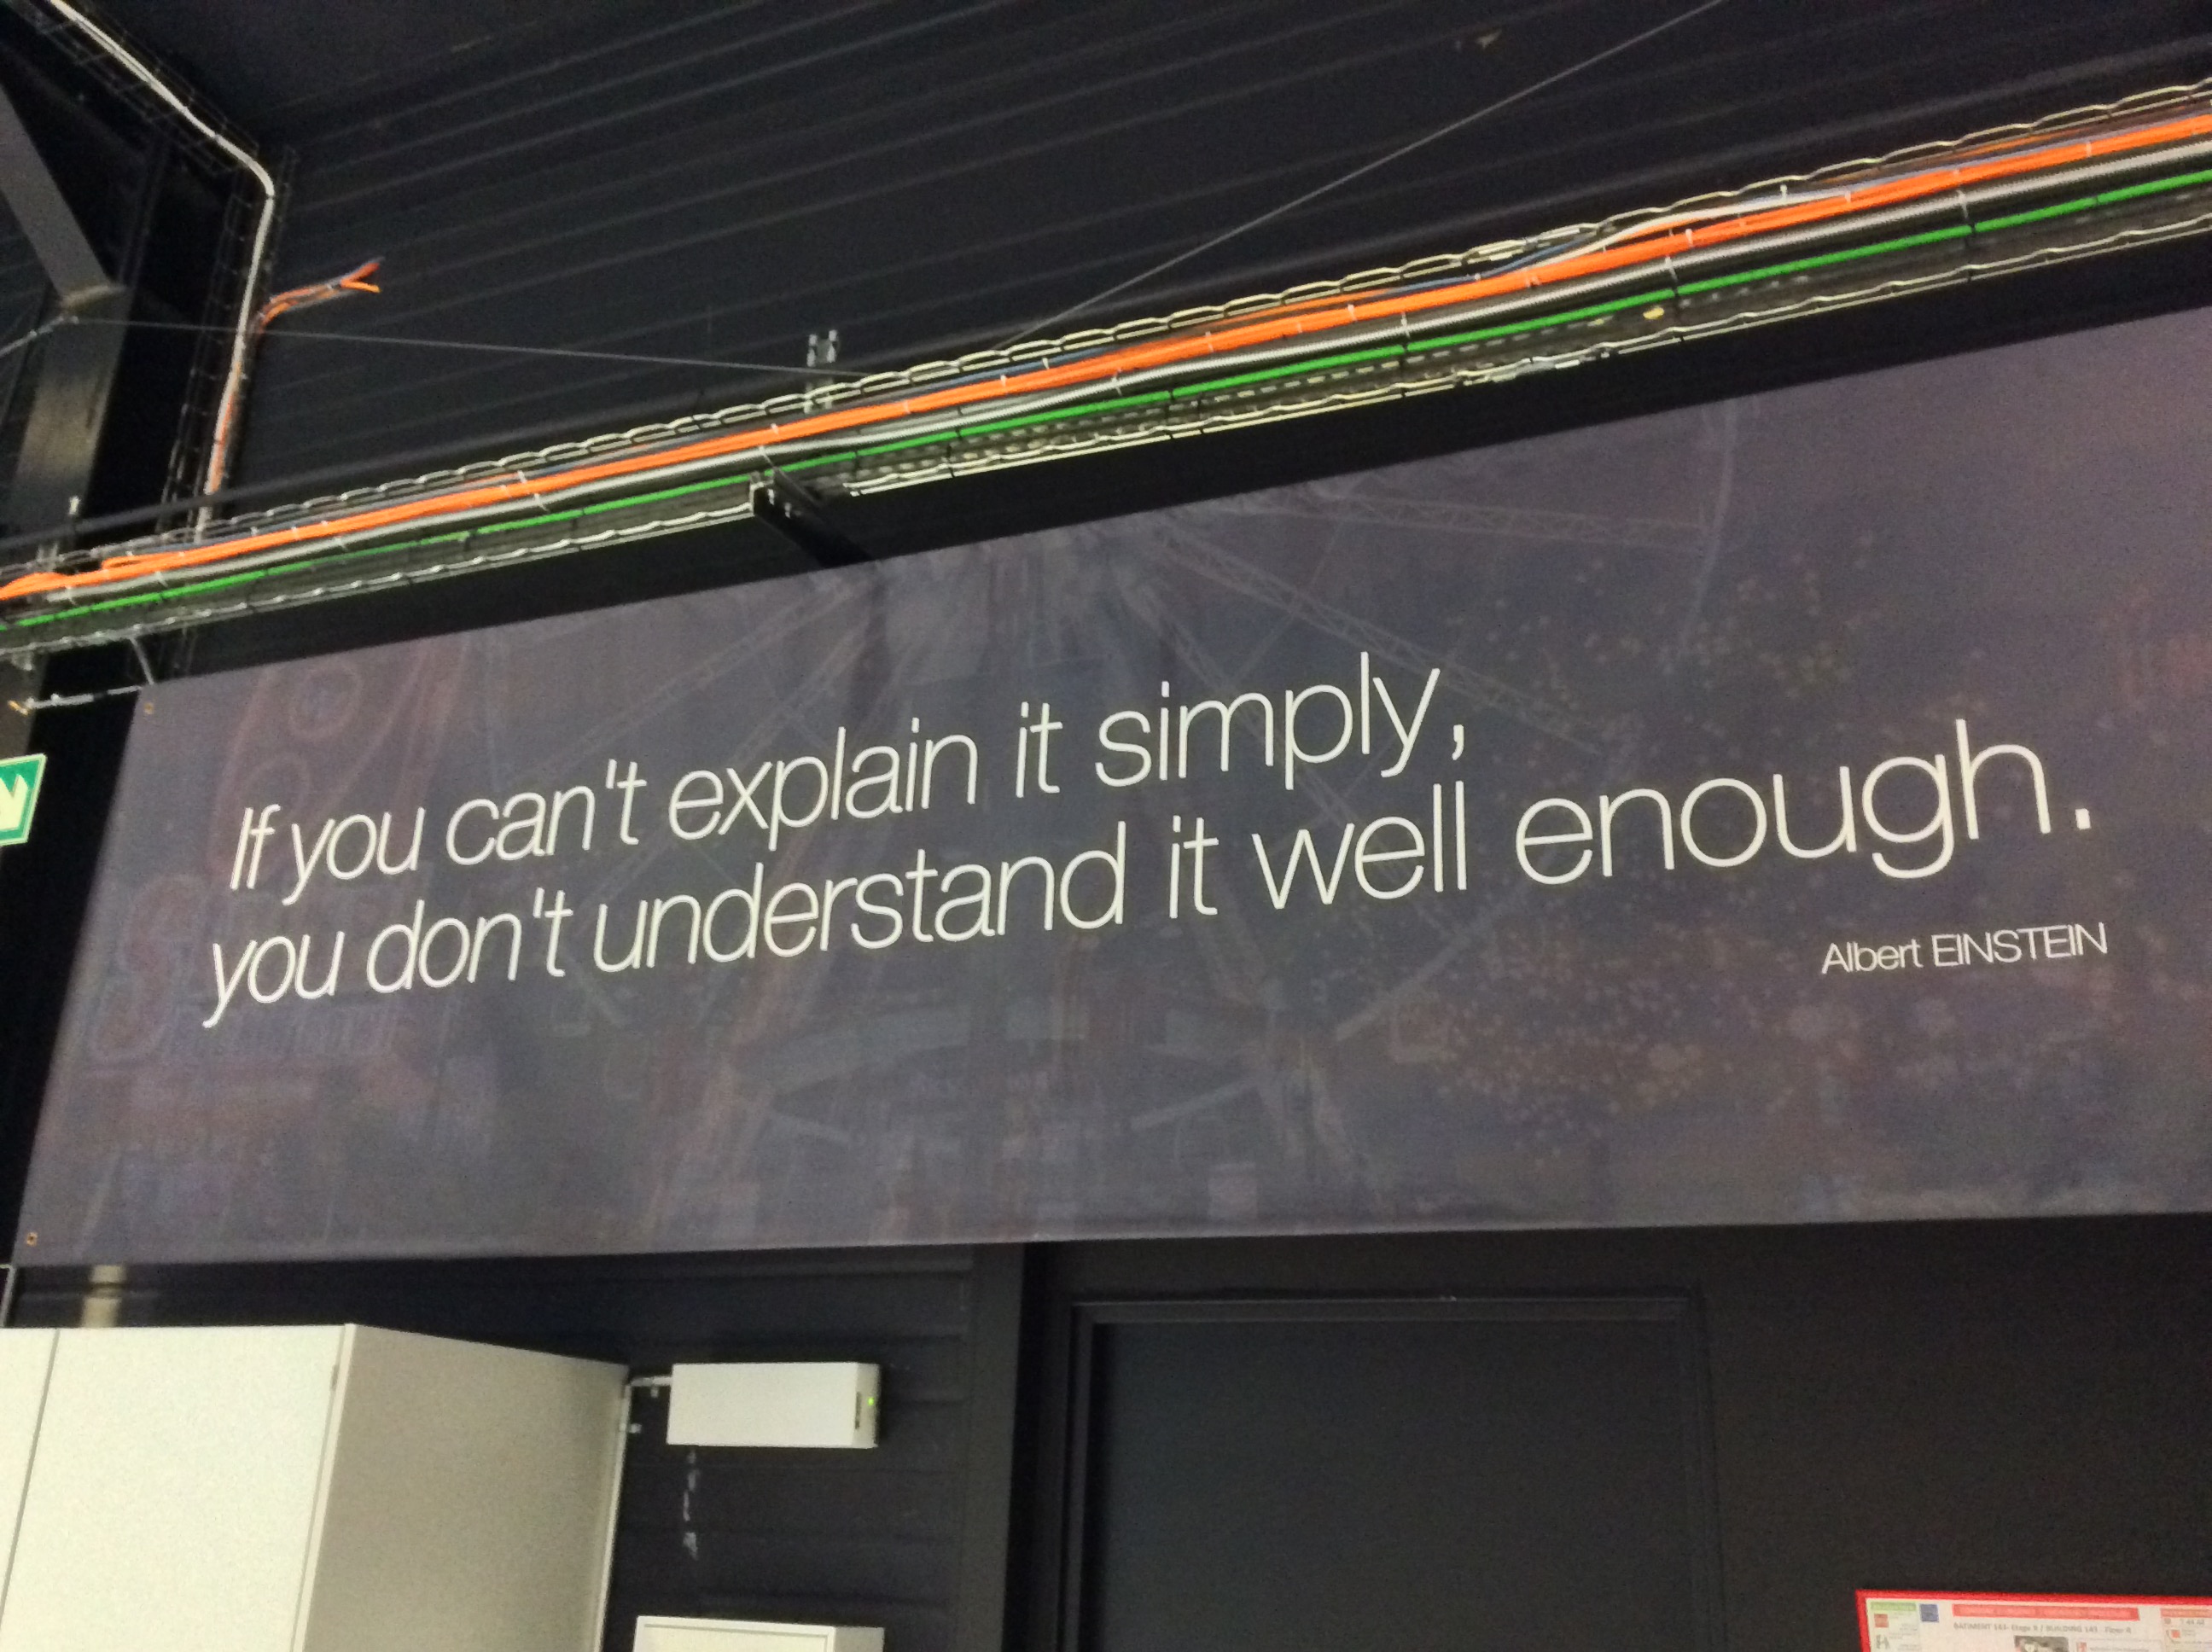 If you can't explain it simply,
you don't understand it well enough.
Albert EINSTEIN